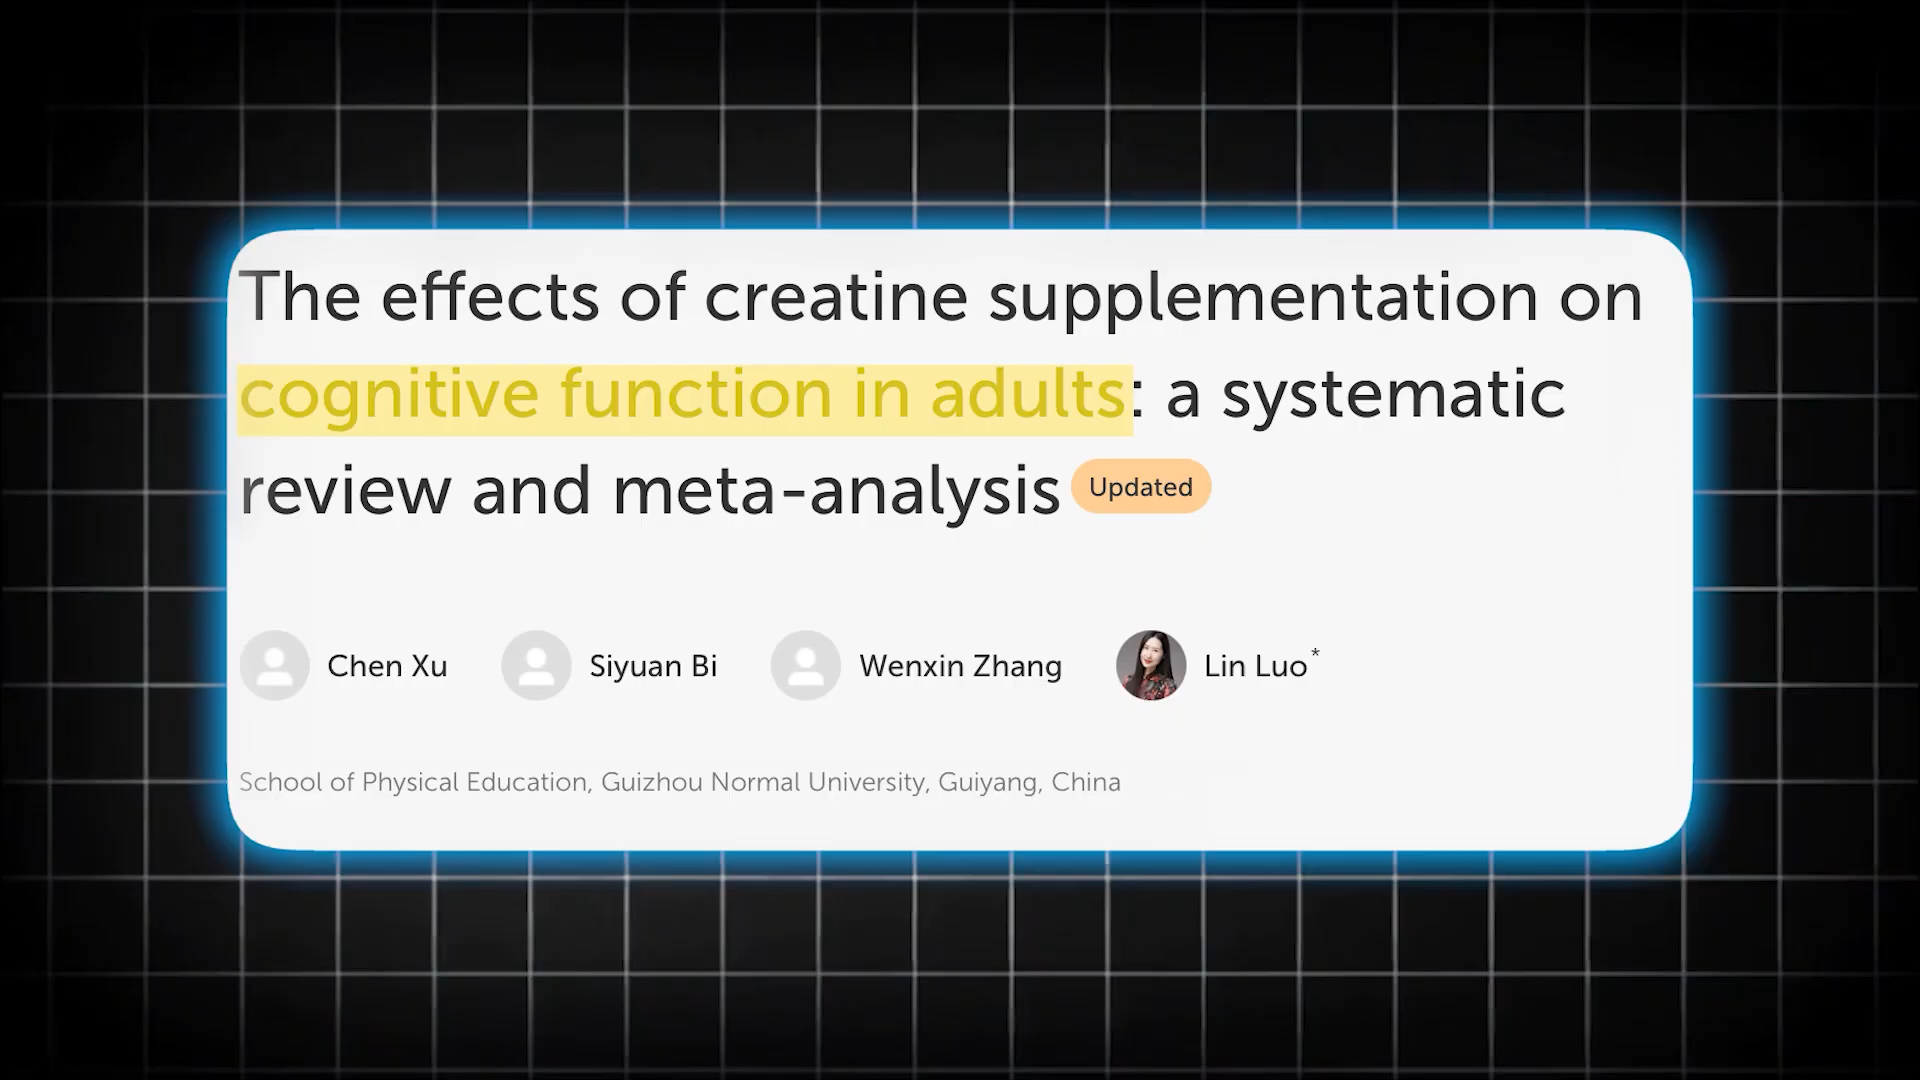 The effects of creatine supplementation on
cognitive function in adults: a systematic
review and meta-analysis Updated
Chen Xu Siyuan Bi Wenxin Zhang Lin Luo*
School of Physical Education, Guizhou Normal University, Guiyang, China